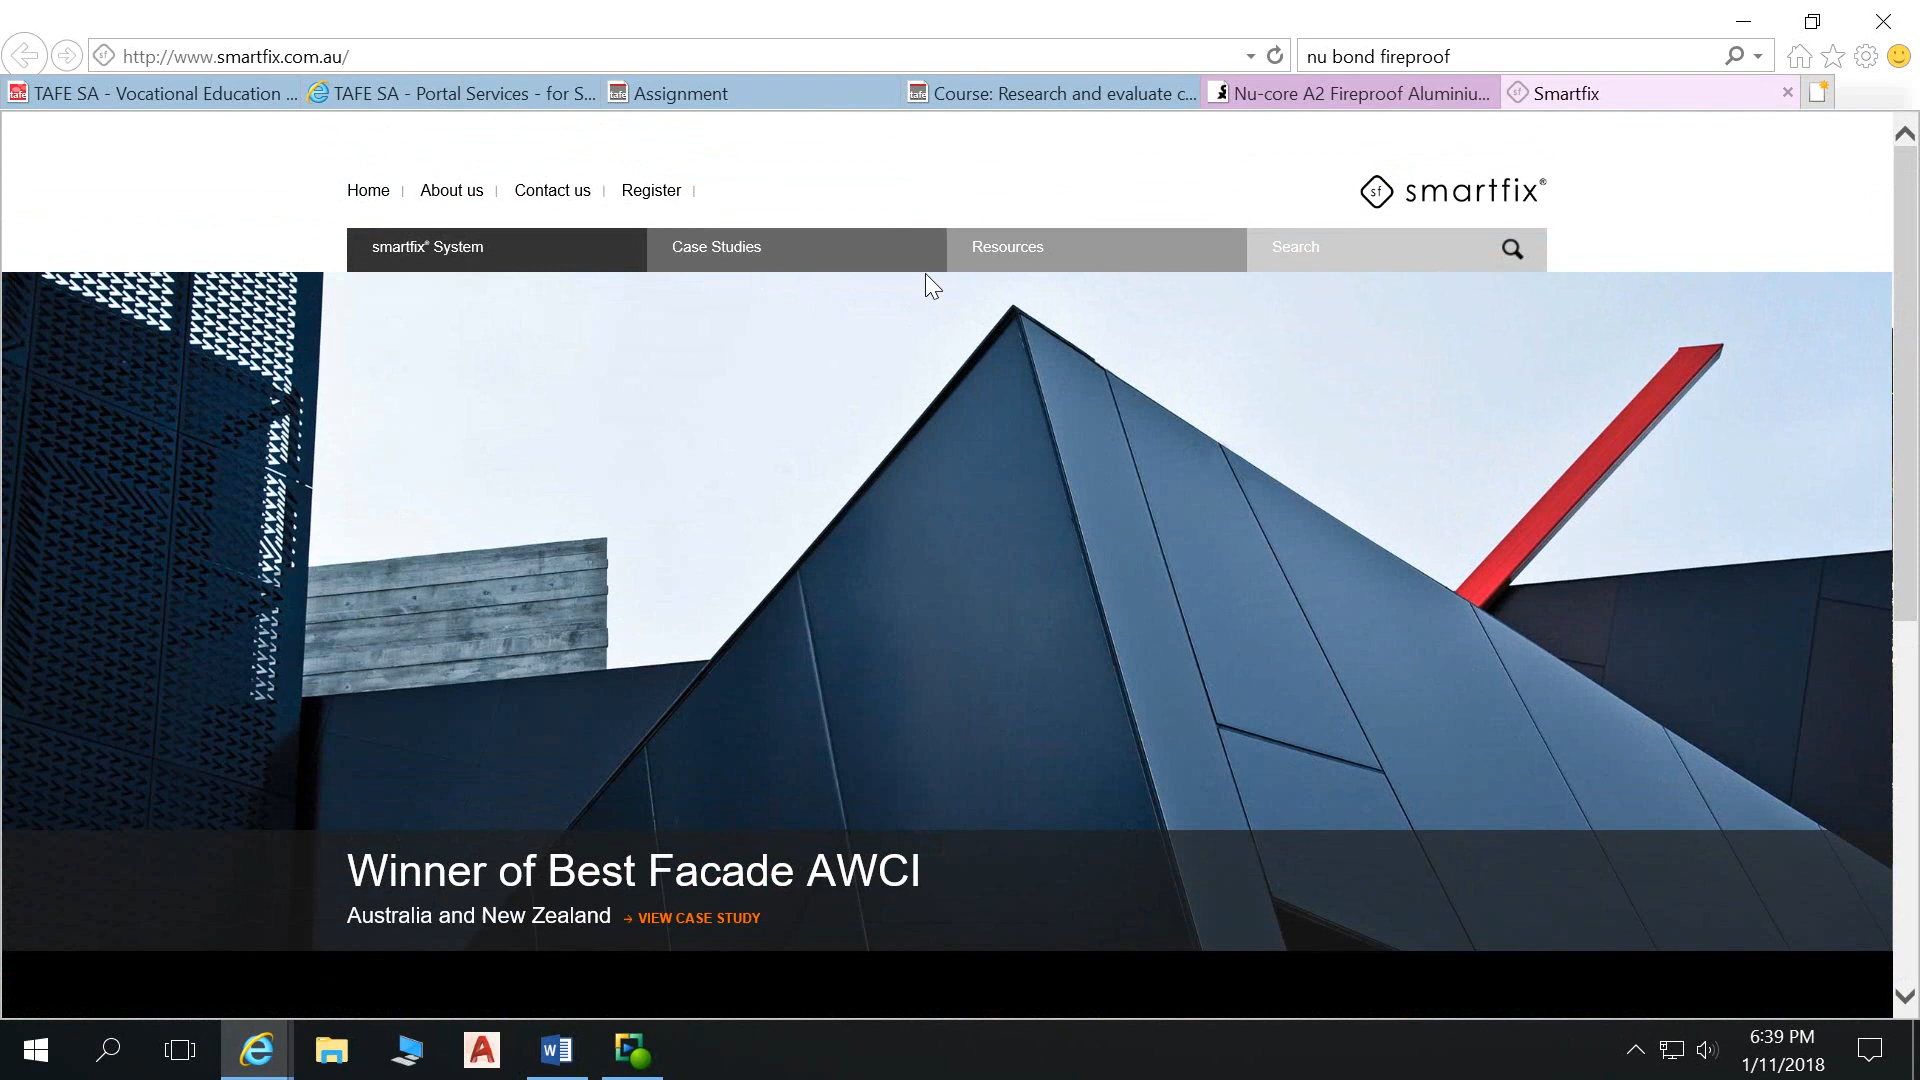 http://www.smartfix.com.au/
nu bond fireproof
TAFE SA - Vocational Education ...
TAFE SA - Portal Services - for S...
Assignment
Course: Research and evaluate c...
Nu-core A2 Fireproof Aluminiu...
Smartfix
Home | About us | Contact us | Register |
sf smartfix®
smartfix® System
Case Studies
Resources
Search
Winner of Best Facade AWCI
Australia and New Zealand → VIEW CASE STUDY
6:39 PM
1/11/2018